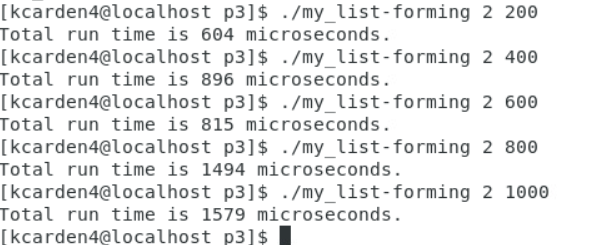 [kcarden4@localhost p3]$ ./my_list-forming 2 200
Total run time is 604 microseconds.
[kcarden4@localhost p3]$ ./my_list-forming 2 400
Total run time is 896 microseconds.
[kcarden4@localhost p3]$ ./my_list-forming 2 600
Total run time is 815 microseconds.
[kcarden4@localhost p3]$ ./my_list-forming 2 800
Total run time is 1494 microseconds.
[kcarden4@localhost p3]$ ./my_list-forming 2 1000
Total run time is 1579 microseconds.
[kcarden4@localhost p3]$